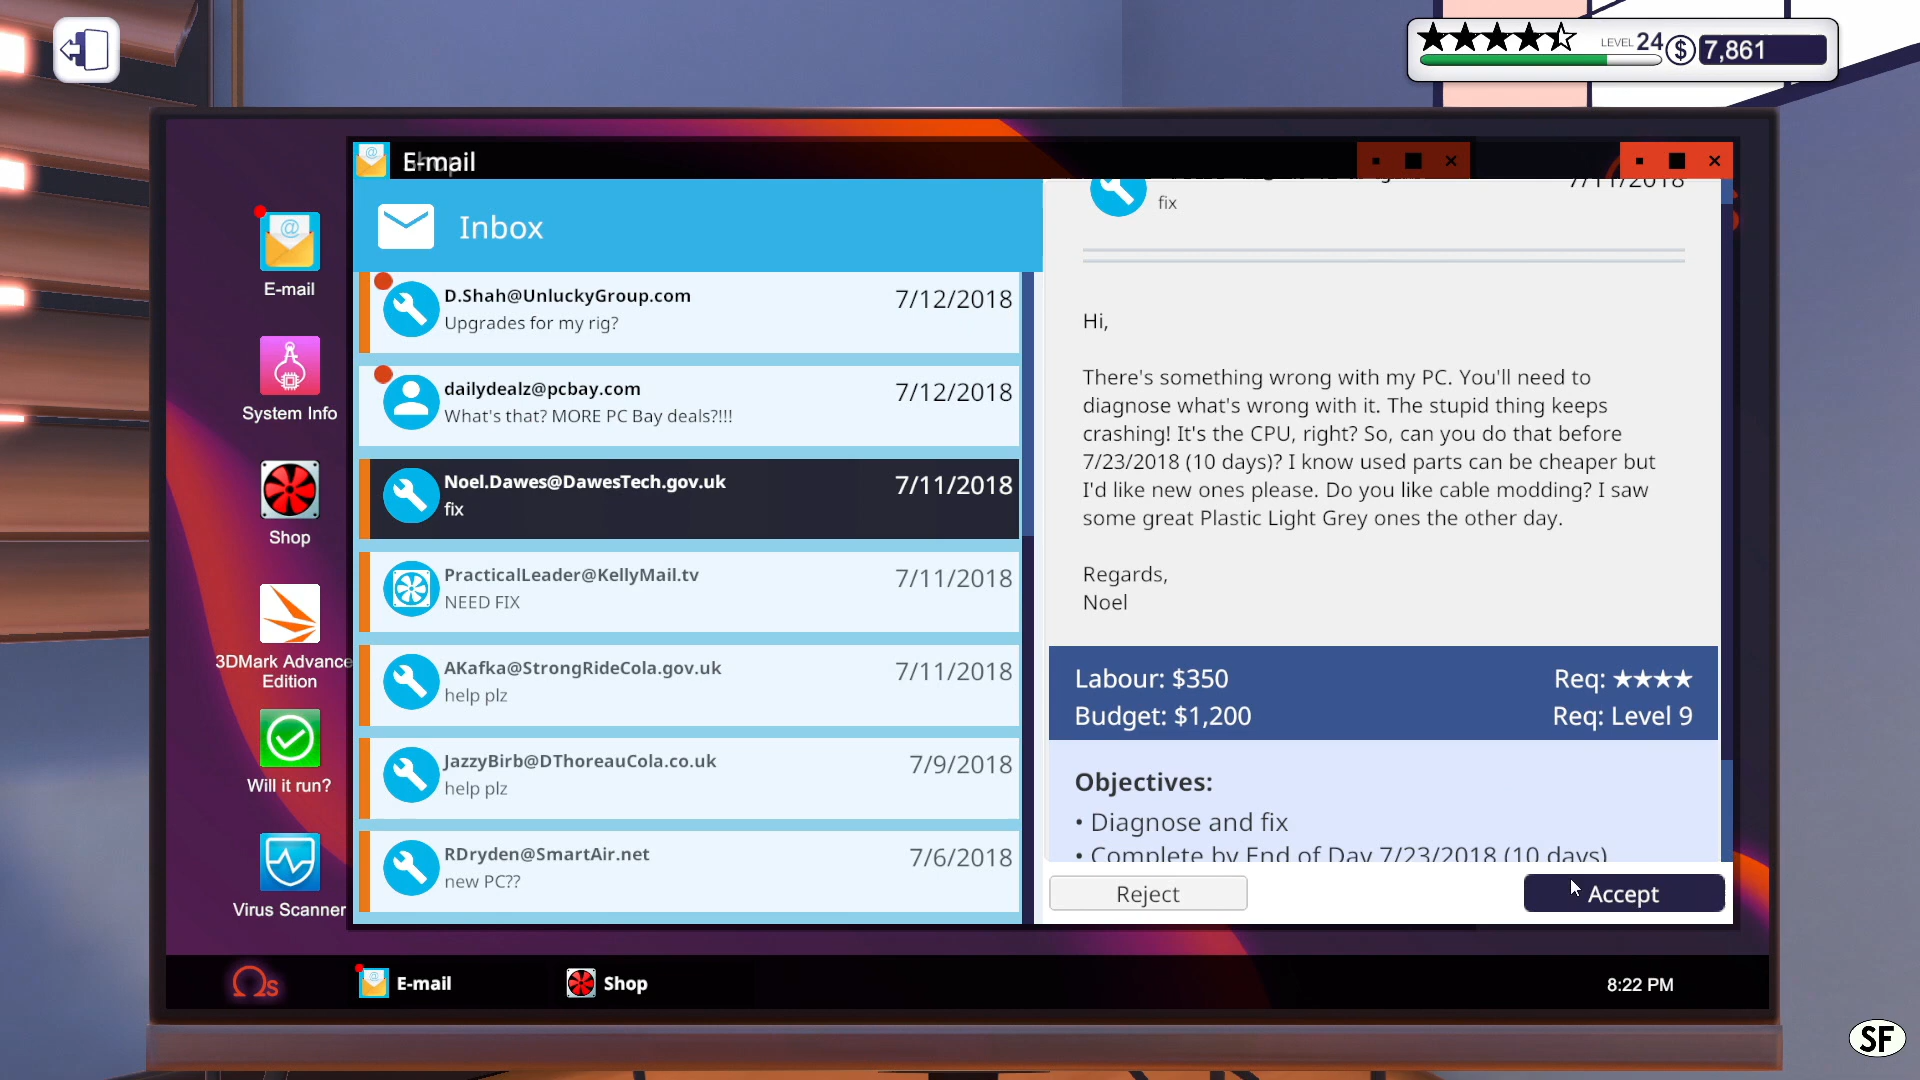 LEVEL 24 $ 7,861
E-mail
E-mail
System Info
Shop
3DMark Advance
Edition
Will it run?
Virus Scanner
Inbox
D.Shah@UnluckyGroup.com
7/12/2018
Upgrades for my rig?
dailydealz@pcbay.com
7/12/2018
What's that? MORE PC Bay deals?!!!
Noel.Dawes@DawesTech.gov.uk
7/11/2018
fix
PracticalLeader@KellyMail.tv
7/11/2018
NEED FIX
AKafka@StrongRideCola.gov.uk
7/11/2018
help plz
JazzyBirb@DThoreauCola.co.uk
7/9/2018
help plz
RDryden@SmartAir.net
7/6/2018
new PC??
7/11/2018
fix
Hi,
There's something wrong with my PC. You'll need to
diagnose what's wrong with it. The stupid thing keeps
crashing! It's the CPU, right? So, can you do that before
7/23/2018 (10 days)? I know used parts can be cheaper but
I'd like new ones please. Do you like cable modding? I saw
some great Plastic Light Grey ones the other day.
Regards,
Noel
Labour: $350
Req: ★★★★
Budget: $1,200
Req: Level 9
Objectives:
• Diagnose and fix
• Complete by End of Day 7/23/2018 (10 days)
Reject
Accept
Ωs
E-mail
Shop
8:22 PM
SF